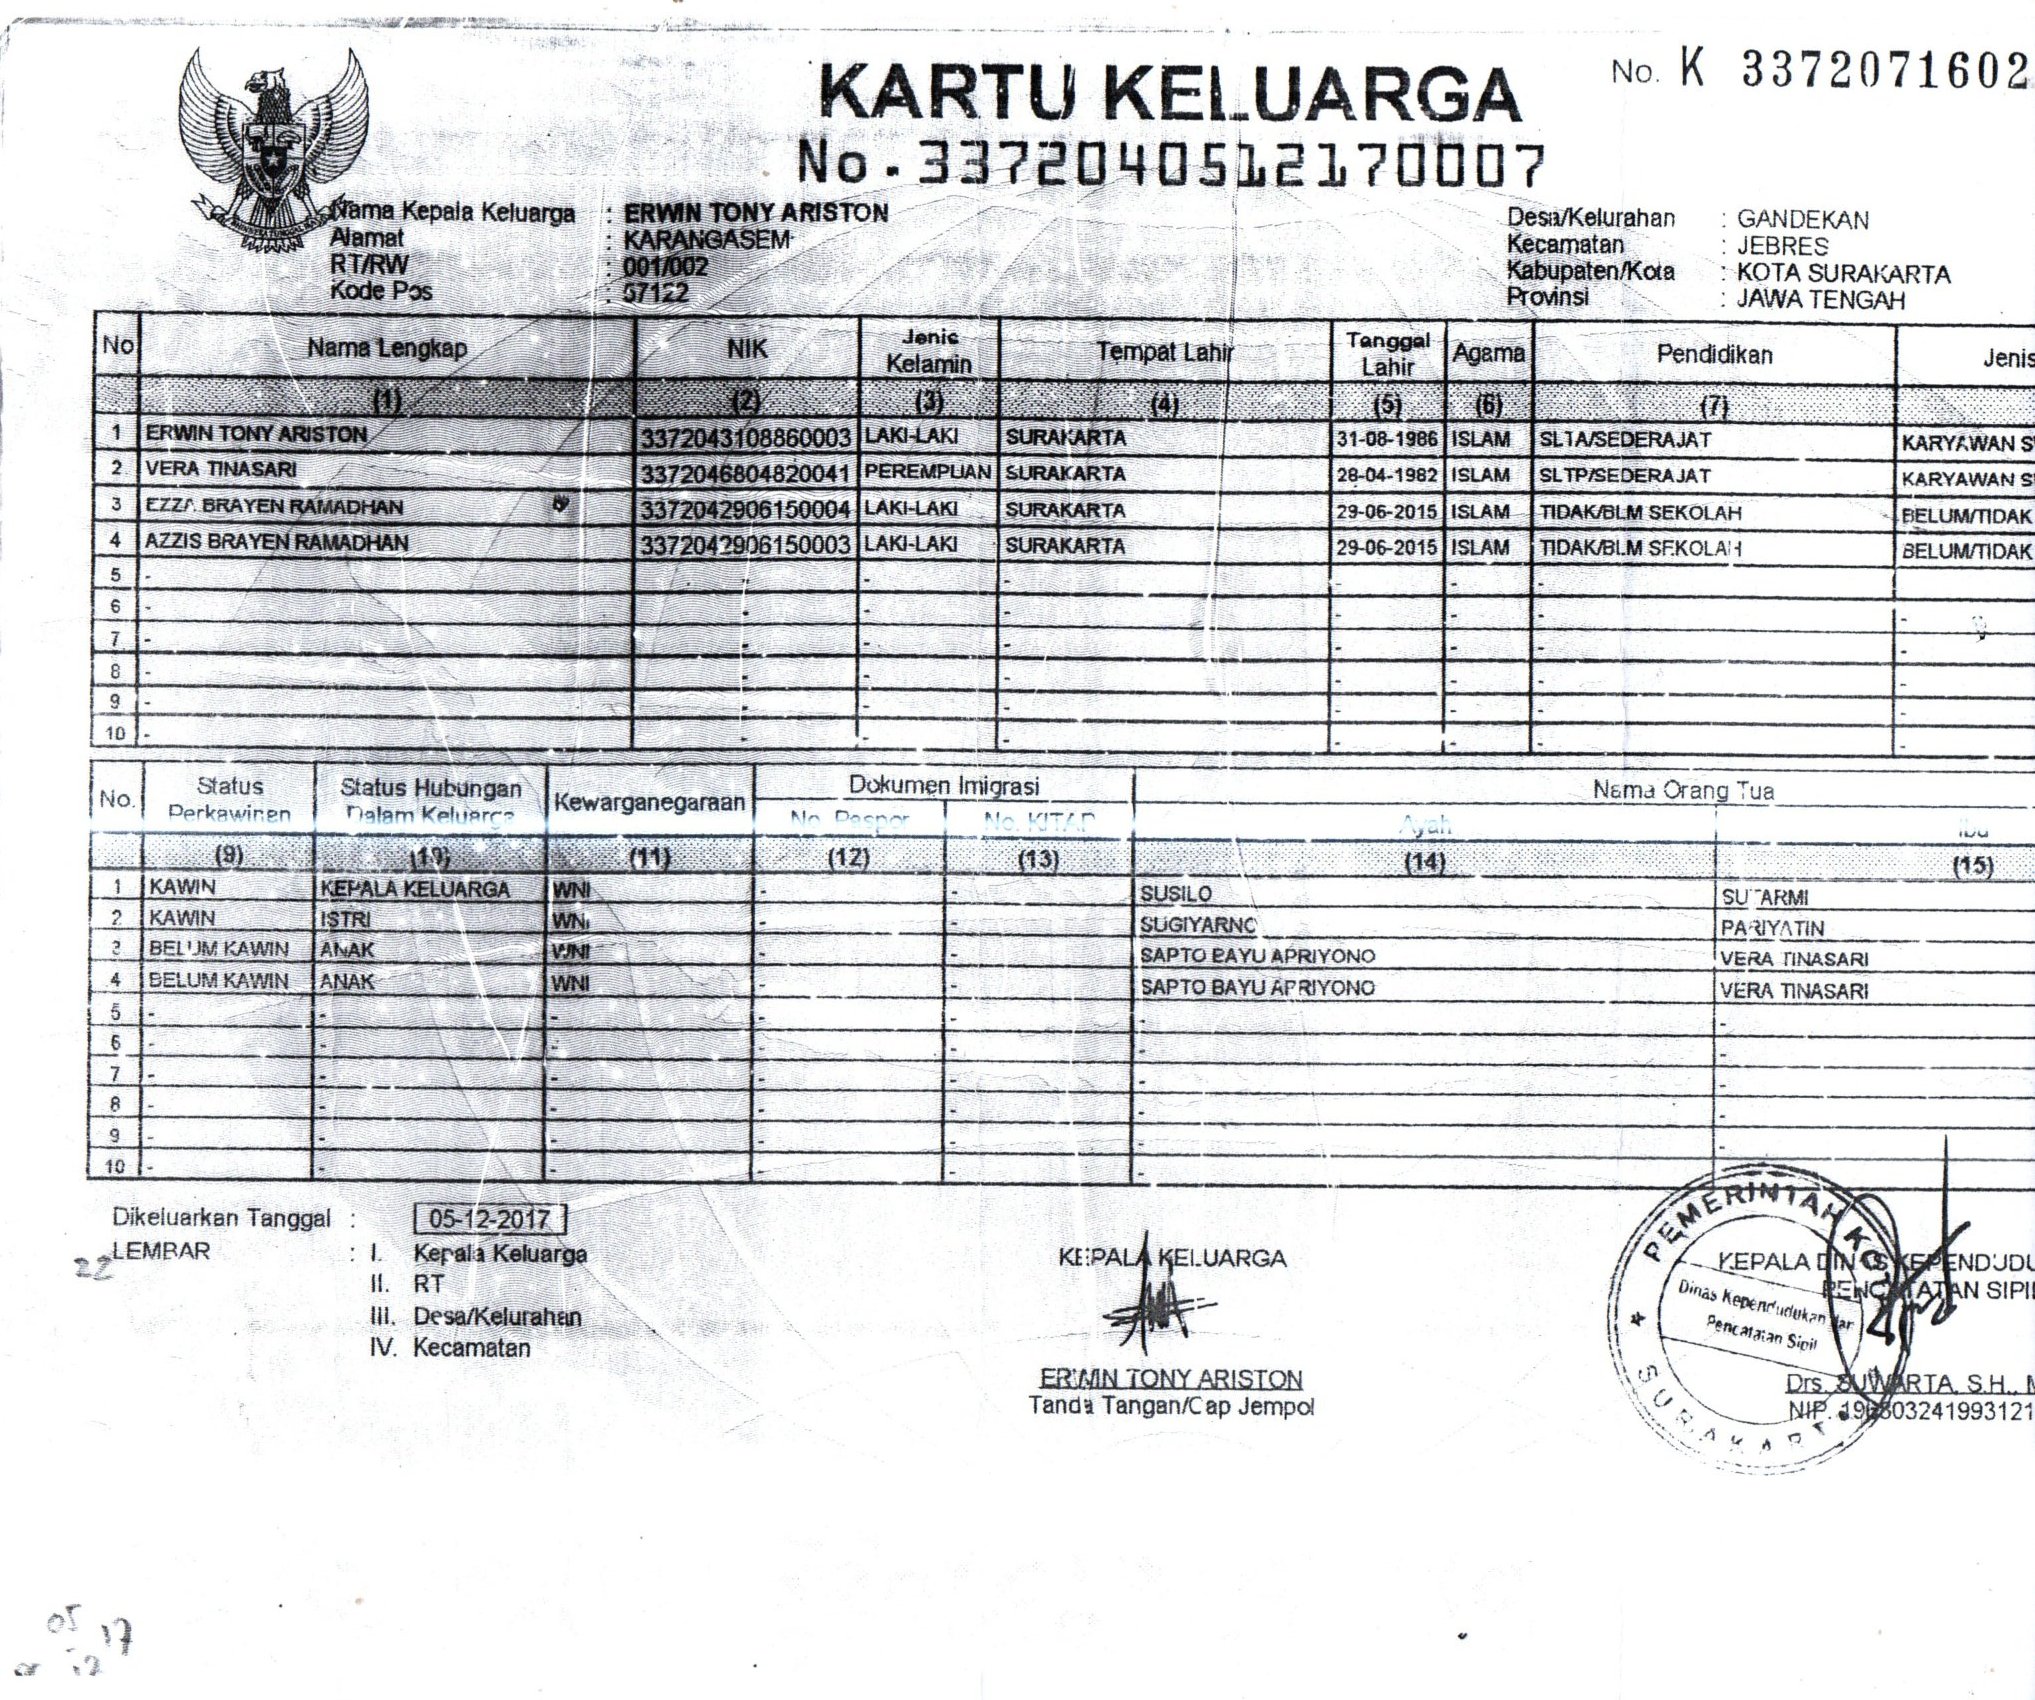 KARTU KELUARGA
No. K 3372071602
No. 3372040512170007
Nama Kepala Keluarga : ERWIN TONY ARISTON
Alamat : KARANGASEM
RT/RW : 001/002
Kode Pos : 57122
Desa/Kelurahan : GANDEKAN
Kecamatan : JEBRES
Kabupaten/Kota : KOTA SURAKARTA
Provinsi : JAWA TENGAH
No Nama Lengkap NIK Jenis Kelamin Tempat Lahir Tanggal Lahir Agama Pendidikan Jenis
(1) (2) (3) (4) (5) (6) (7)
1 ERWIN TONY ARISTON 3372043108860003 LAKI-LAKI SURAKARTA 31-08-1986 ISLAM SLTA/SEDERAJAT KARYAWAN S
2 VERA TINASARI 3372046804820041 PEREMPUAN SURAKARTA 28-04-1982 ISLAM SLTP/SEDERAJAT KARYAWAN S
3 EZZA BRAYEN RAMADHAN 3372042906150004 LAKI-LAKI SURAKARTA 29-06-2015 ISLAM TIDAK/BLM SEKOLAH BELUM/TIDAK
4 AZZIS BRAYEN RAMADHAN 3372042906150003 LAKI-LAKI SURAKARTA 29-06-2015 ISLAM TIDAK/BLM SEKOLAH BELUM/TIDAK
5 - - - - - - -
6 - - - - - - - -
7 - - - - - - - -
8 - - - - - - - -
9 - - - - - - - -
10 - - - - - - - -
No. Status Perkawinan Status Hubungan Dalam Keluarga Kewarganegaraan Dokumen Imigrasi Nama Orang Tua
No. Paspor No. KITAP Ayah Ibu
(9) (10) (11) (12) (13) (14) (15)
1 KAWIN KEPALA KELUARGA WNI - - SUSILO SUTARMI
2 KAWIN ISTRI WNI - - SUGIYARNO PARIYATIN
3 BELUM KAWIN ANAK WNI - - SAPTO BAYU APRIYONO VERA TINASARI
4 BELUM KAWIN ANAK WNI - - SAPTO BAYU APRIYONO VERA TINASARI
5 - - - - - - -
6 - - - - - - -
7 - - - - - - -
8 - - - - - - -
9 - - - - - - -
10 - - - - - - -
Dikeluarkan Tanggal : 05-12-2017
LEMBAR : I. Kepala Keluarga
II. RT
III. Desa/Kelurahan
IV. Kecamatan
22
KEPALA KELUARGA
ERWIN TONY ARISTON
Tanda Tangan/Cap Jempol
KEPALA DINAS KEPENDUDU
PENCATATAN SIPI
PEMERINTAH KOTA
Dinas Kependudukan dan
Pencatatan Sipil
SURAKARTA
Drs. SUWARTA, S.H., M
NIP. 196803241993121
05
17
12